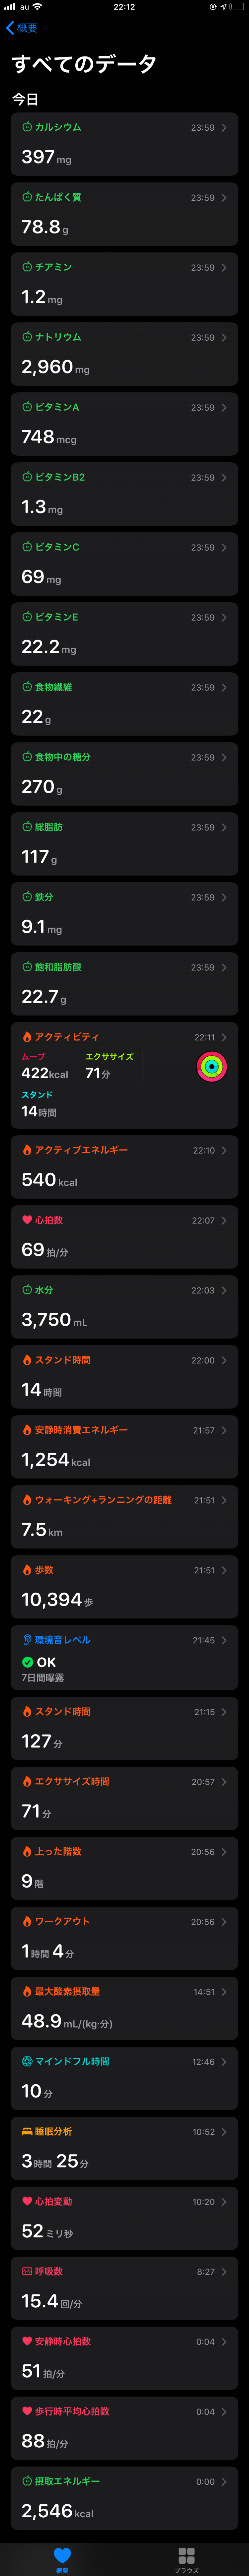 au 22:12
概要
すべてのデータ
今日
カルシウム 23:59
397 mg
たんぱく質 23:59
78.8 g
チアミン 23:59
1.2 mg
ナトリウム 23:59
2,960 mg
ビタミンA 23:59
748 mcg
ビタミンB2 23:59
1.3 mg
ビタミンC 23:59
69 mg
ビタミンE 23:59
22.2 mg
食物繊維 23:59
22 g
食物中の糖分 23:59
270 g
総脂肪 23:59
117 g
鉄分 23:59
9.1 mg
飽和脂肪酸 23:59
22.7 g
アクティビティ 22:11
ムーブ エクササイズ
422kcal 71分
スタンド
14時間
アクティブエネルギー 22:10
540 kcal
心拍数 22:07
69 拍/分
水分 22:03
3,750 mL
スタンド時間 22:00
14 時間
安静時消費エネルギー 21:57
1,254 kcal
ウォーキング+ランニングの距離 21:51
7.5 km
歩数 21:51
10,394 歩
環境音レベル 21:45
OK
7日間曝露
スタンド時間 21:15
127 分
エクササイズ時間 20:57
71 分
上った階数 20:56
9 階
ワークアウト 20:56
1 時間 4 分
最大酸素摂取量 14:51
48.9 mL/(kg·分)
マインドフル時間 12:46
10 分
睡眠分析 10:52
3 時間 25 分
心拍変動 10:20
52 ミリ秒
呼吸数 8:27
15.4 回/分
安静時心拍数 0:04
51 拍/分
歩行時平均心拍数 0:04
88 拍/分
摂取エネルギー 0:00
2,546 kcal
概要 ブラウズ